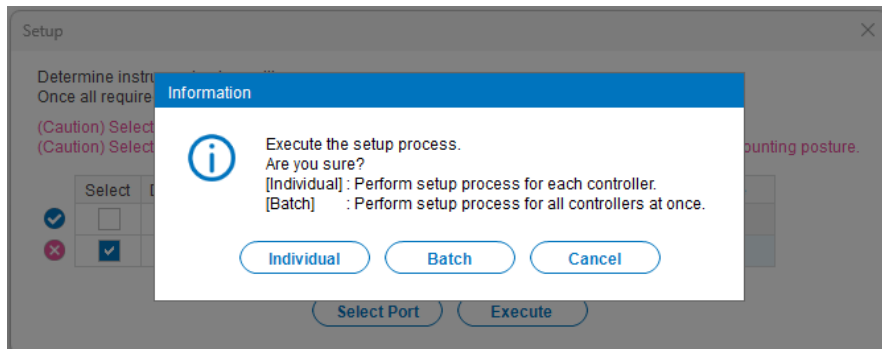 Setup
Determine instru
Once all require
Information
(Caution) Select
(Caution) Select
ounting posture.
Execute the setup process.
Are you sure?
[Individual] : Perform setup process for each controller.
[Batch] : Perform setup process for all controllers at once.
Select
Individual
Batch
Cancel
Select Port
Execute